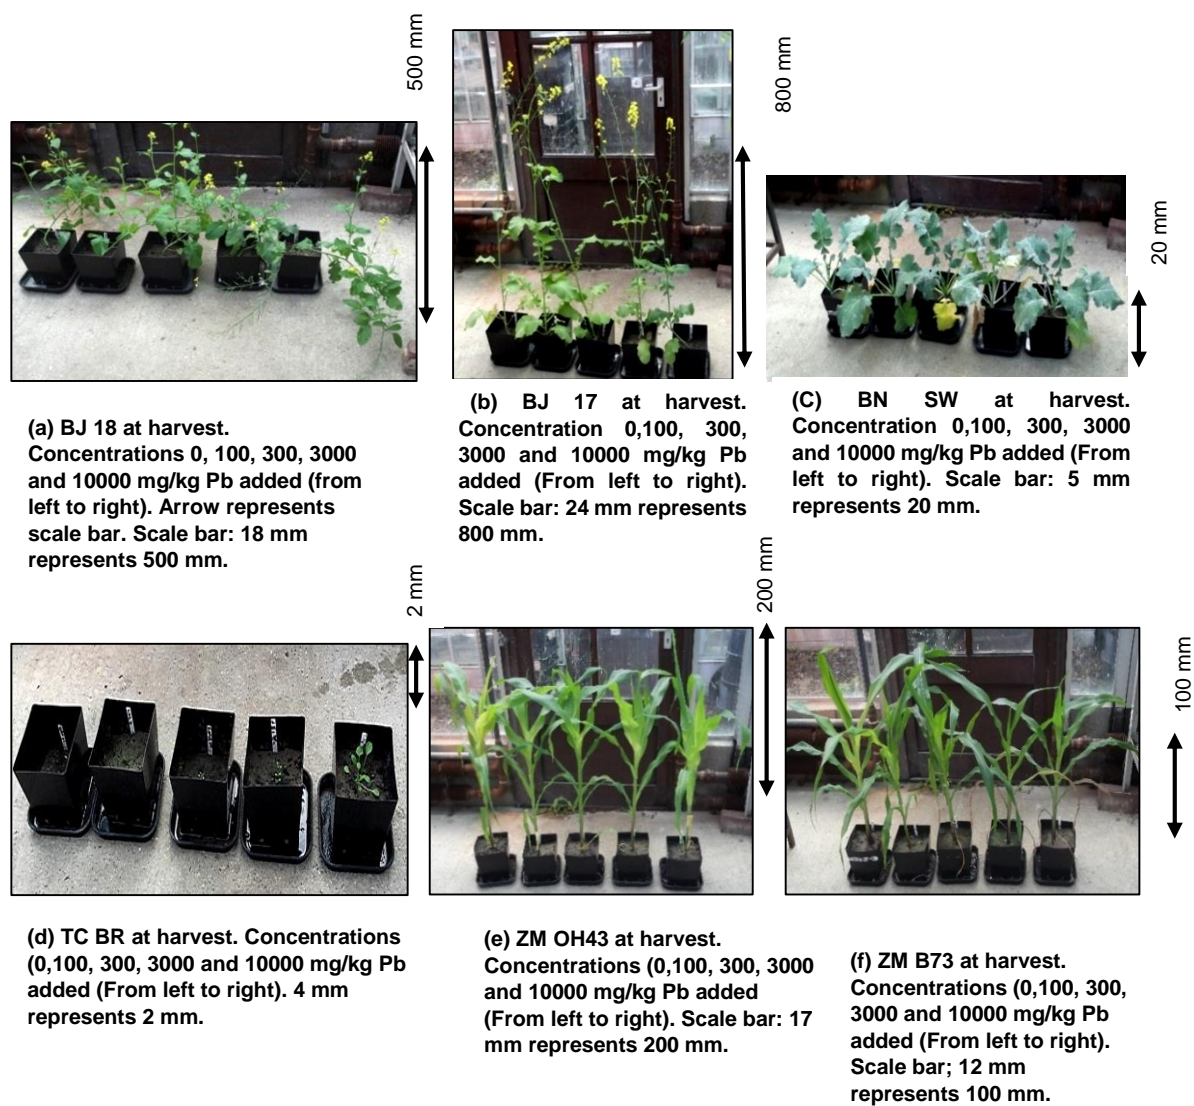 500 mm
800 mm
20 mm
(a) BJ 18 at harvest.
Concentrations 0, 100, 300, 3000
and 10000 mg/kg Pb added (from
left to right). Arrow represents
scale bar. Scale bar: 18 mm
represents 500 mm.
(b) BJ 17 at harvest.
Concentration 0,100, 300,
3000 and 10000 mg/kg Pb
added (From left to right).
Scale bar: 24 mm represents
800 mm.
(C) BN SW at harvest.
Concentration 0,100, 300, 3000
and 10000 mg/kg Pb added (From
left to right). Scale bar: 5 mm
represents 20 mm.
2 mm
200 mm
100 mm
(d) TC BR at harvest. Concentrations
(0,100, 300, 3000 and 10000 mg/kg Pb
added (From left to right). 4 mm
represents 2 mm.
(e) ZM OH43 at harvest.
Concentrations (0,100, 300, 3000
and 10000 mg/kg Pb added
(From left to right). Scale bar: 17
mm represents 200 mm.
(f) ZM B73 at harvest.
Concentrations (0,100, 300,
3000 and 10000 mg/kg Pb
added (From left to right).
Scale bar; 12 mm
represents 100 mm.